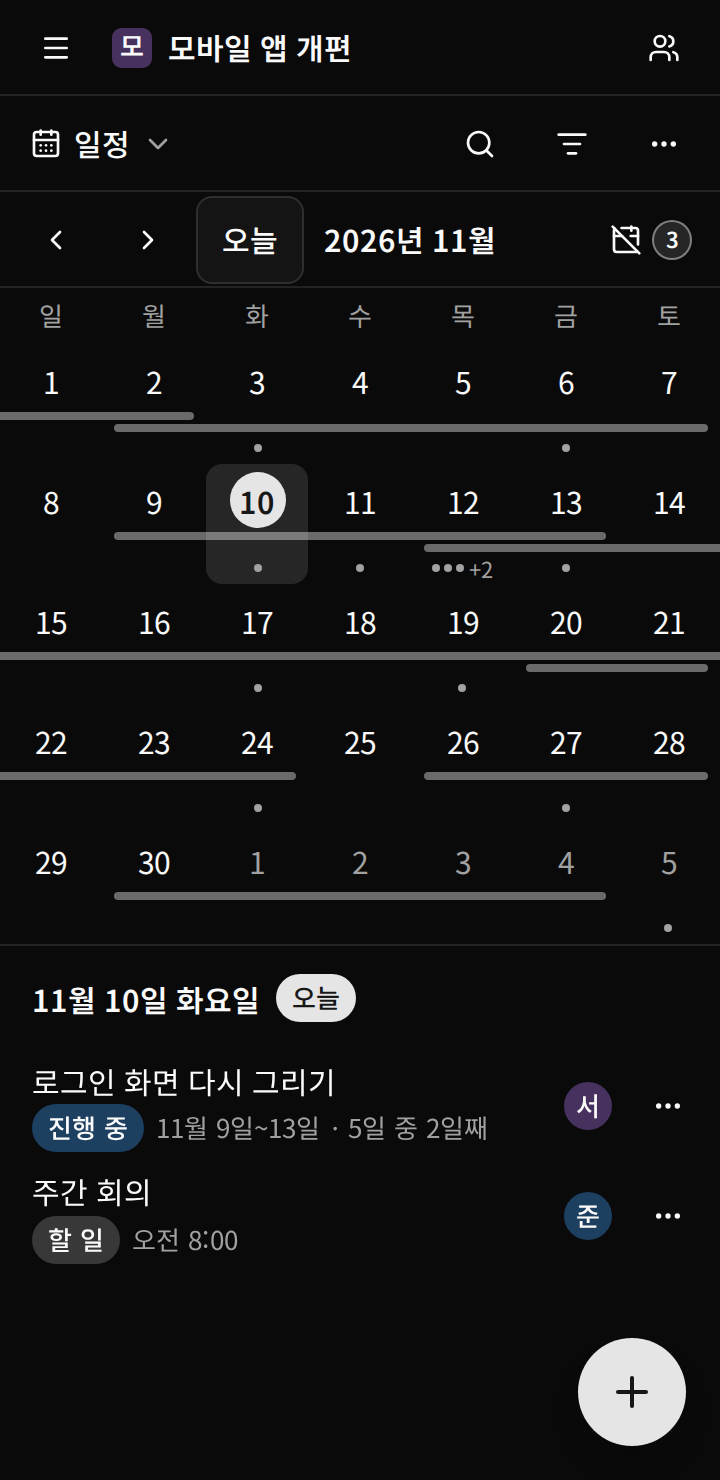 모 모바일 앱 개편
일정
오늘 2026년 11월 3
일 월 화 수 목 금 토
1 2 3 4 5 6 7
8 9 10 11 12 13 14
+2
15 16 17 18 19 20 21
22 23 24 25 26 27 28
29 30 1 2 3 4 5
11월 10일 화요일 오늘
로그인 화면 다시 그리기
서
진행 중 11월 9일~13일 · 5일 중 2일째
주간 회의
준
할 일 오전 8:00